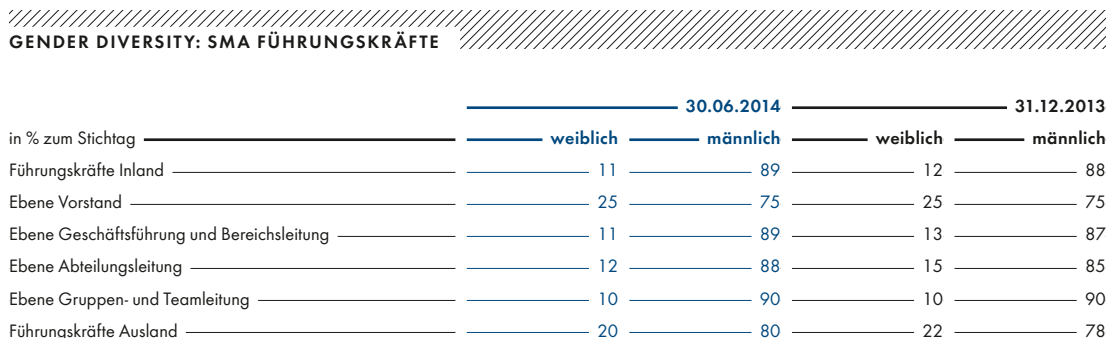 GENDER DIVERSITY: SMA FÜHRUNGSKRÄFTE
30.06.2014 31.12.2013
in % zum Stichtag weiblich männlich weiblich männlich
Führungskräfte Inland 11 89 12 88
Ebene Vorstand 25 75 25 75
Ebene Geschäftsführung und Bereichsleitung 11 89 13 87
Ebene Abteilungsleitung 12 88 15 85
Ebene Gruppen- und Teamleitung 10 90 10 90
Führungskräfte Ausland 20 80 22 78